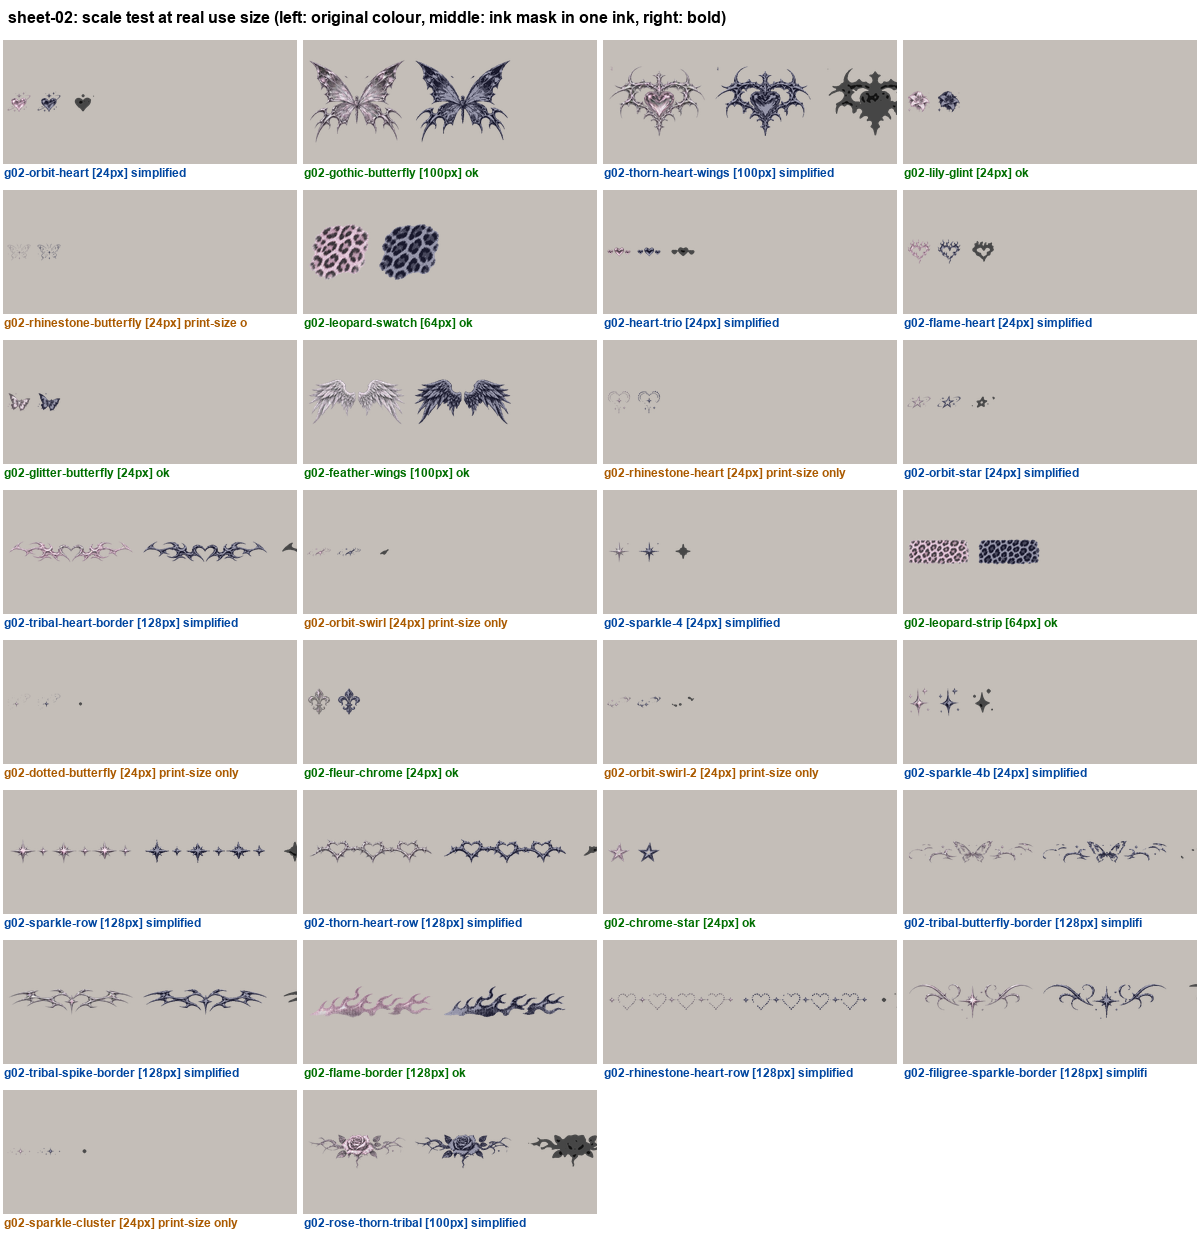 sheet-02: scale test at real use size (left: original colour, middle: ink mask in one ink, right: bold)
g02-orbit-heart [24px] simplified
g02-gothic-butterfly [100px] ok
g02-thorn-heart-wings [100px] simplified
g02-lily-glint [24px] ok
g02-rhinestone-butterfly [24px] print-size o
g02-leopard-swatch [64px] ok
g02-heart-trio [24px] simplified
g02-flame-heart [24px] simplified
g02-glitter-butterfly [24px] ok
g02-feather-wings [100px] ok
g02-rhinestone-heart [24px] print-size only
g02-orbit-star [24px] simplified
g02-tribal-heart-border [128px] simplified
g02-orbit-swirl [24px] print-size only
g02-sparkle-4 [24px] simplified
g02-leopard-strip [64px] ok
g02-dotted-butterfly [24px] print-size only
g02-fleur-chrome [24px] ok
g02-orbit-swirl-2 [24px] print-size only
g02-sparkle-4b [24px] simplified
g02-sparkle-row [128px] simplified
g02-thorn-heart-row [128px] simplified
g02-chrome-star [24px] ok
g02-tribal-butterfly-border [128px] simplifi
g02-tribal-spike-border [128px] simplified
g02-flame-border [128px] ok
g02-rhinestone-heart-row [128px] simplified
g02-filigree-sparkle-border [128px] simplifi
g02-sparkle-cluster [24px] print-size only
g02-rose-thorn-tribal [100px] simplified